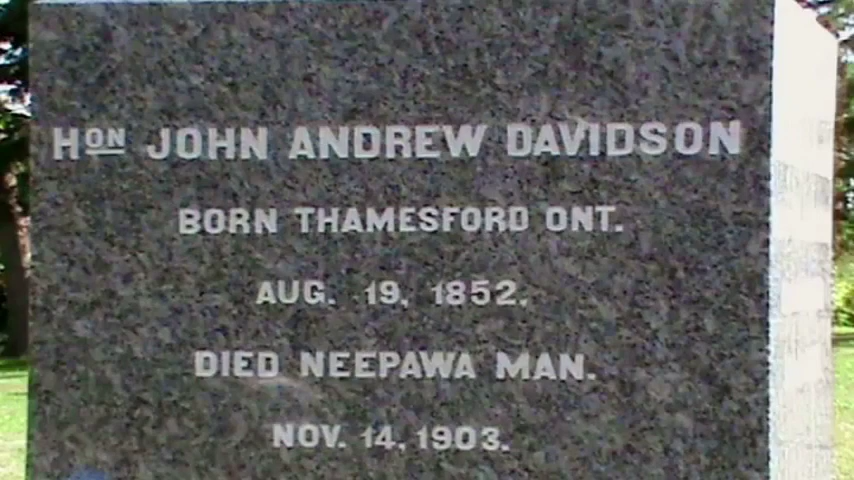 HON JOHN ANDREW DAVIDSON
BORN THAMESFORD ONT.
AUG. 19, 1852.
DIED NEEPAWA MAN.
NOV. 14, 1903.